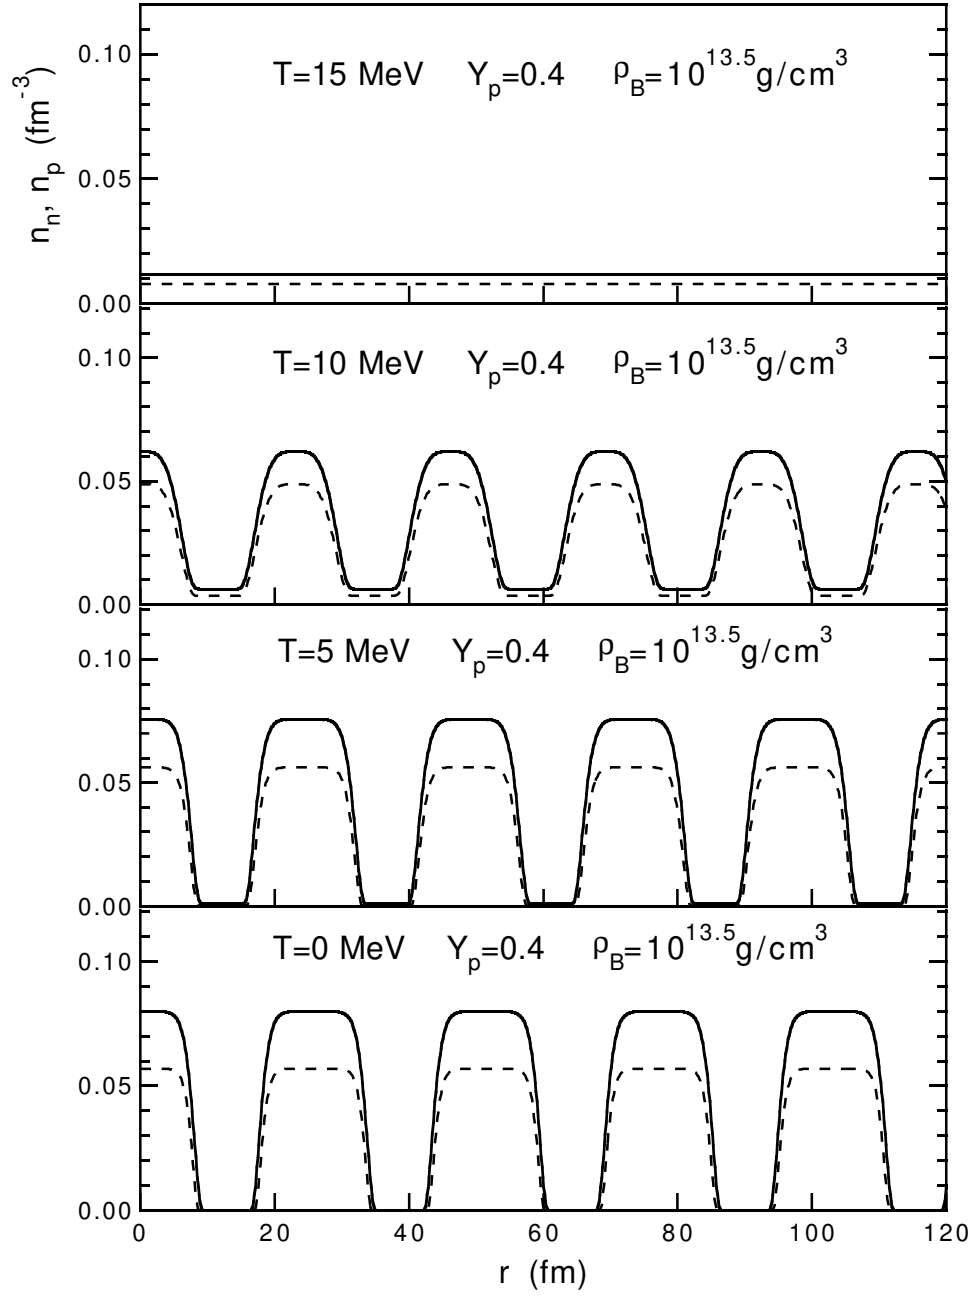 n_n, n_p (fm^-3)
0.10
T=15 MeV Y_p=0.4 ρ_B=10^13.5 g/cm^3
0.05
0.00
0.10
T=10 MeV Y_p=0.4 ρ_B=10^13.5 g/cm^3
0.05
0.00
T=5 MeV Y_p=0.4 ρ_B=10^13.5 g/cm^3
0.10
0.05
0.00
T=0 MeV Y_p=0.4 ρ_B=10^13.5 g/cm^3
0.10
0.05
0.00
0 20 40 60 80 100 120
r (fm)